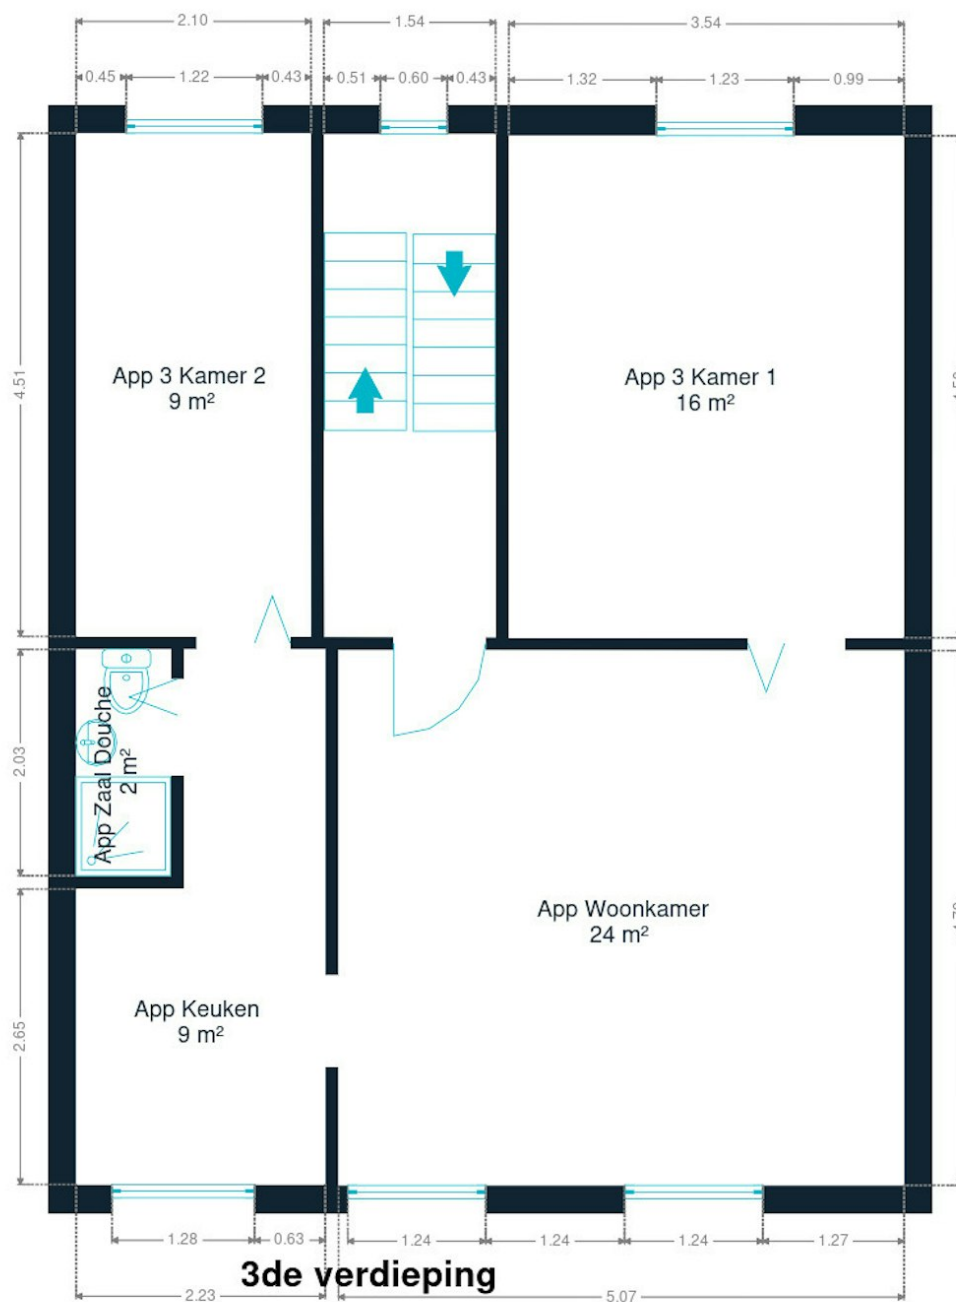 2.10
1.54
3.54
0.45
1.22
0.43
0.51
0.60
0.43
1.32
1.23
0.99
4.51
App 3 Kamer 2
9 m²
App 3 Kamer 1
16 m²
2.03
App Zaal Douche
2 m²
App Woonkamer
24 m²
2.65
App Keuken
9 m²
1.28
0.63
1.24
1.24
1.24
1.27
3de verdieping
2.23
5.07